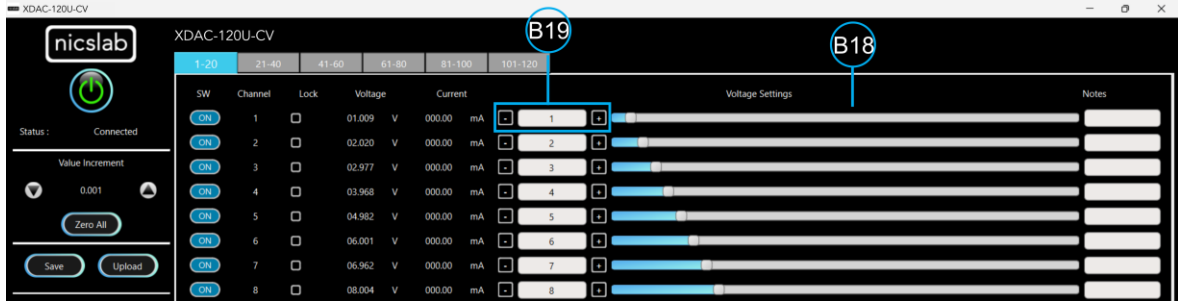 XDAC-120U-CV
nicslab
XDAC-120U-CV
B19
B18
1-20 21-40 41-60 61-80 81-100 101-120
SW Channel Lock Voltage Current Voltage Settings Notes
ON 1 01.009 V 000.00 mA - 1 +
Status : Connected
ON 2 02.020 V 000.00 mA - 2 +
Value Increment
ON 3 02.977 V 000.00 mA - 3 +
0.001
ON 4 03.968 V 000.00 mA - 4 +
Zero All
ON 5 04.982 V 000.00 mA - 5 +
ON 6 06.001 V 000.00 mA - 6 +
Save Upload
ON 7 06.962 V 000.00 mA - 7 +
ON 8 08.004 V 000.00 mA - 8 +